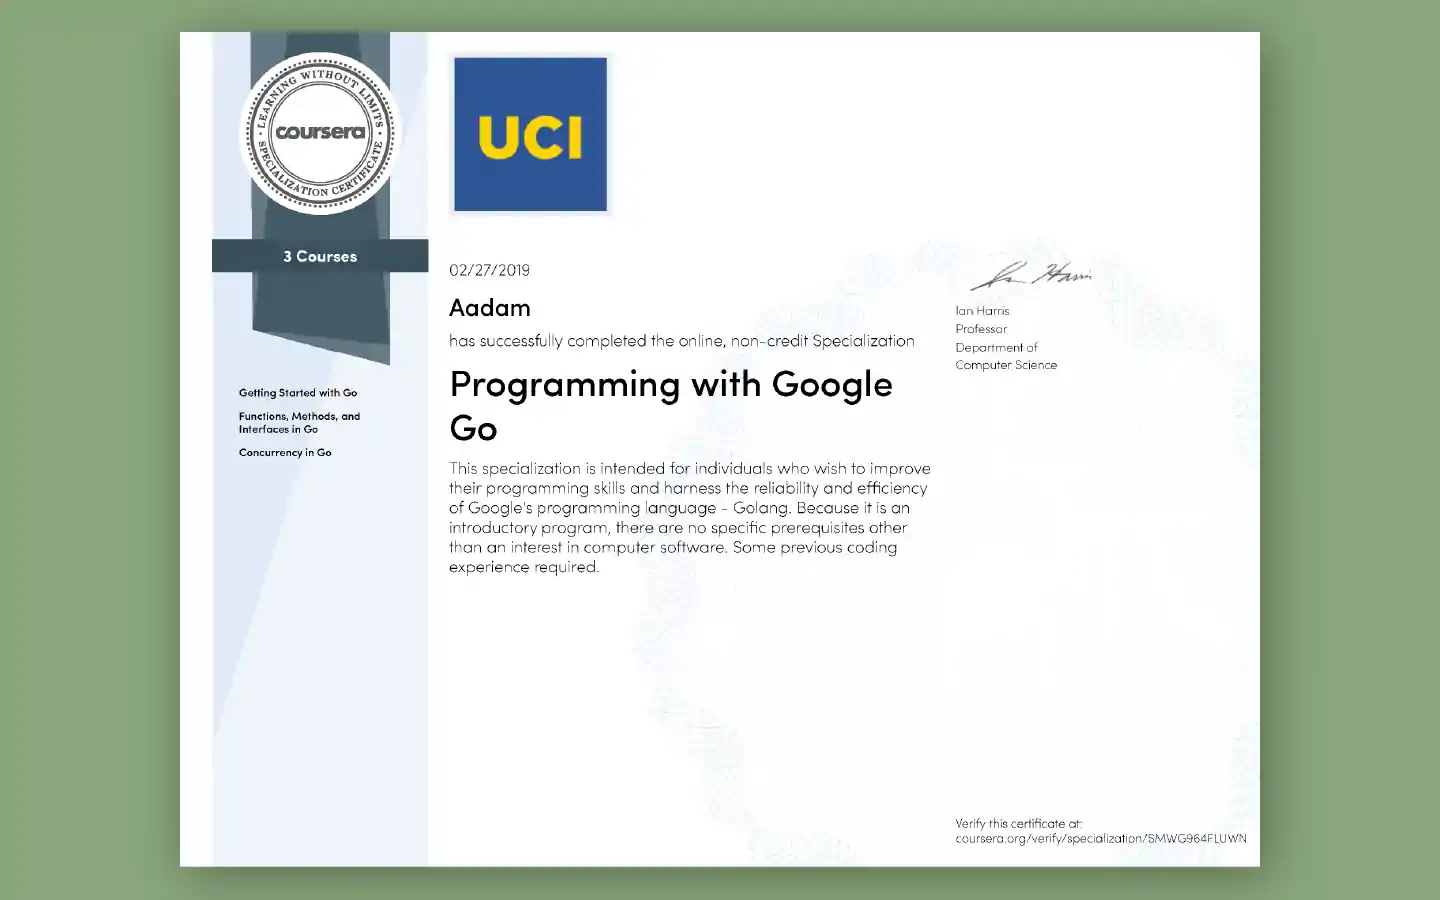 LEARNING WITHOUT LIMITS
coursera
SPECIALIZATION CERTIFICATE
3 Courses
Getting Started with Go
Functions, Methods, and
Interfaces in Go
Concurrency in Go
UCI
02/27/2019
Aadam
has successfully completed the online, non-credit Specialization
Programming with Google
Go
This specialization is intended for individuals who wish to improve
their programming skills and harness the reliability and efficiency
of Google's programming language - Golang. Because it is an
introductory program, there are no specific prerequisites other
than an interest in computer software. Some previous coding
experience required.
Ian Harris
Ian Harris
Professor
Department of
Computer Science
Verify this certificate at:
coursera.org/verify/specialization/SMWG964FLUWN